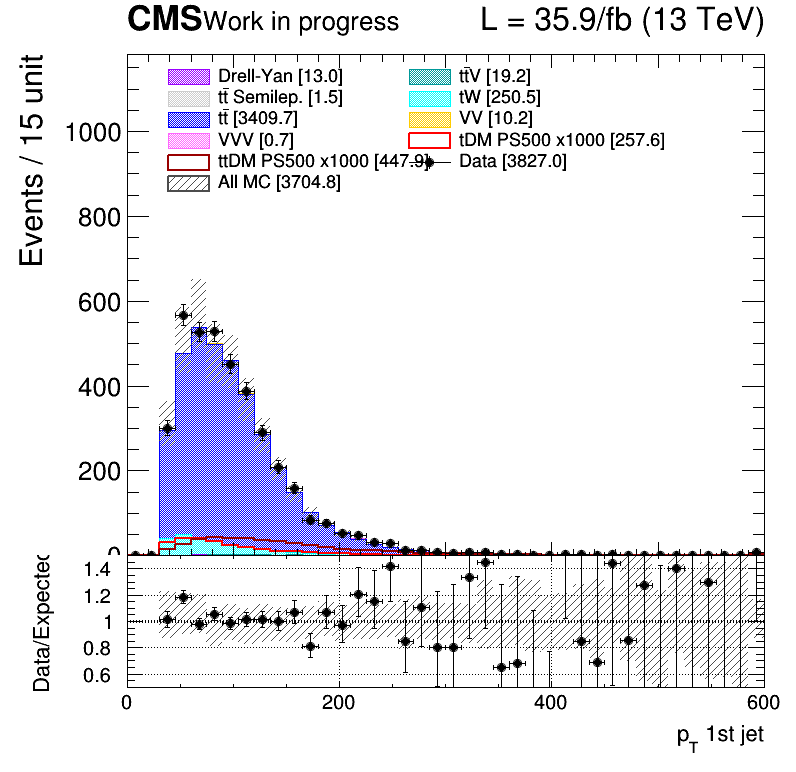 CMS Work in progress L = 35.9/fb (13 TeV)
Events / 15 unit
Drell-Yan [13.0] tt̄V [19.2]
tt̄ Semilep. [1.5] tW [250.5]
tt̄ [3409.7] VV [10.2]
VVV [0.7] tDM PS500 x1000 [257.6]
ttDM PS500 x1000 [447.9] Data [3827.0]
All MC [3704.8]
1000
800
600
400
200
0
Data/Expected
1.4
1.2
1
0.8
0.6
0 200 400 600
p_T 1st jet